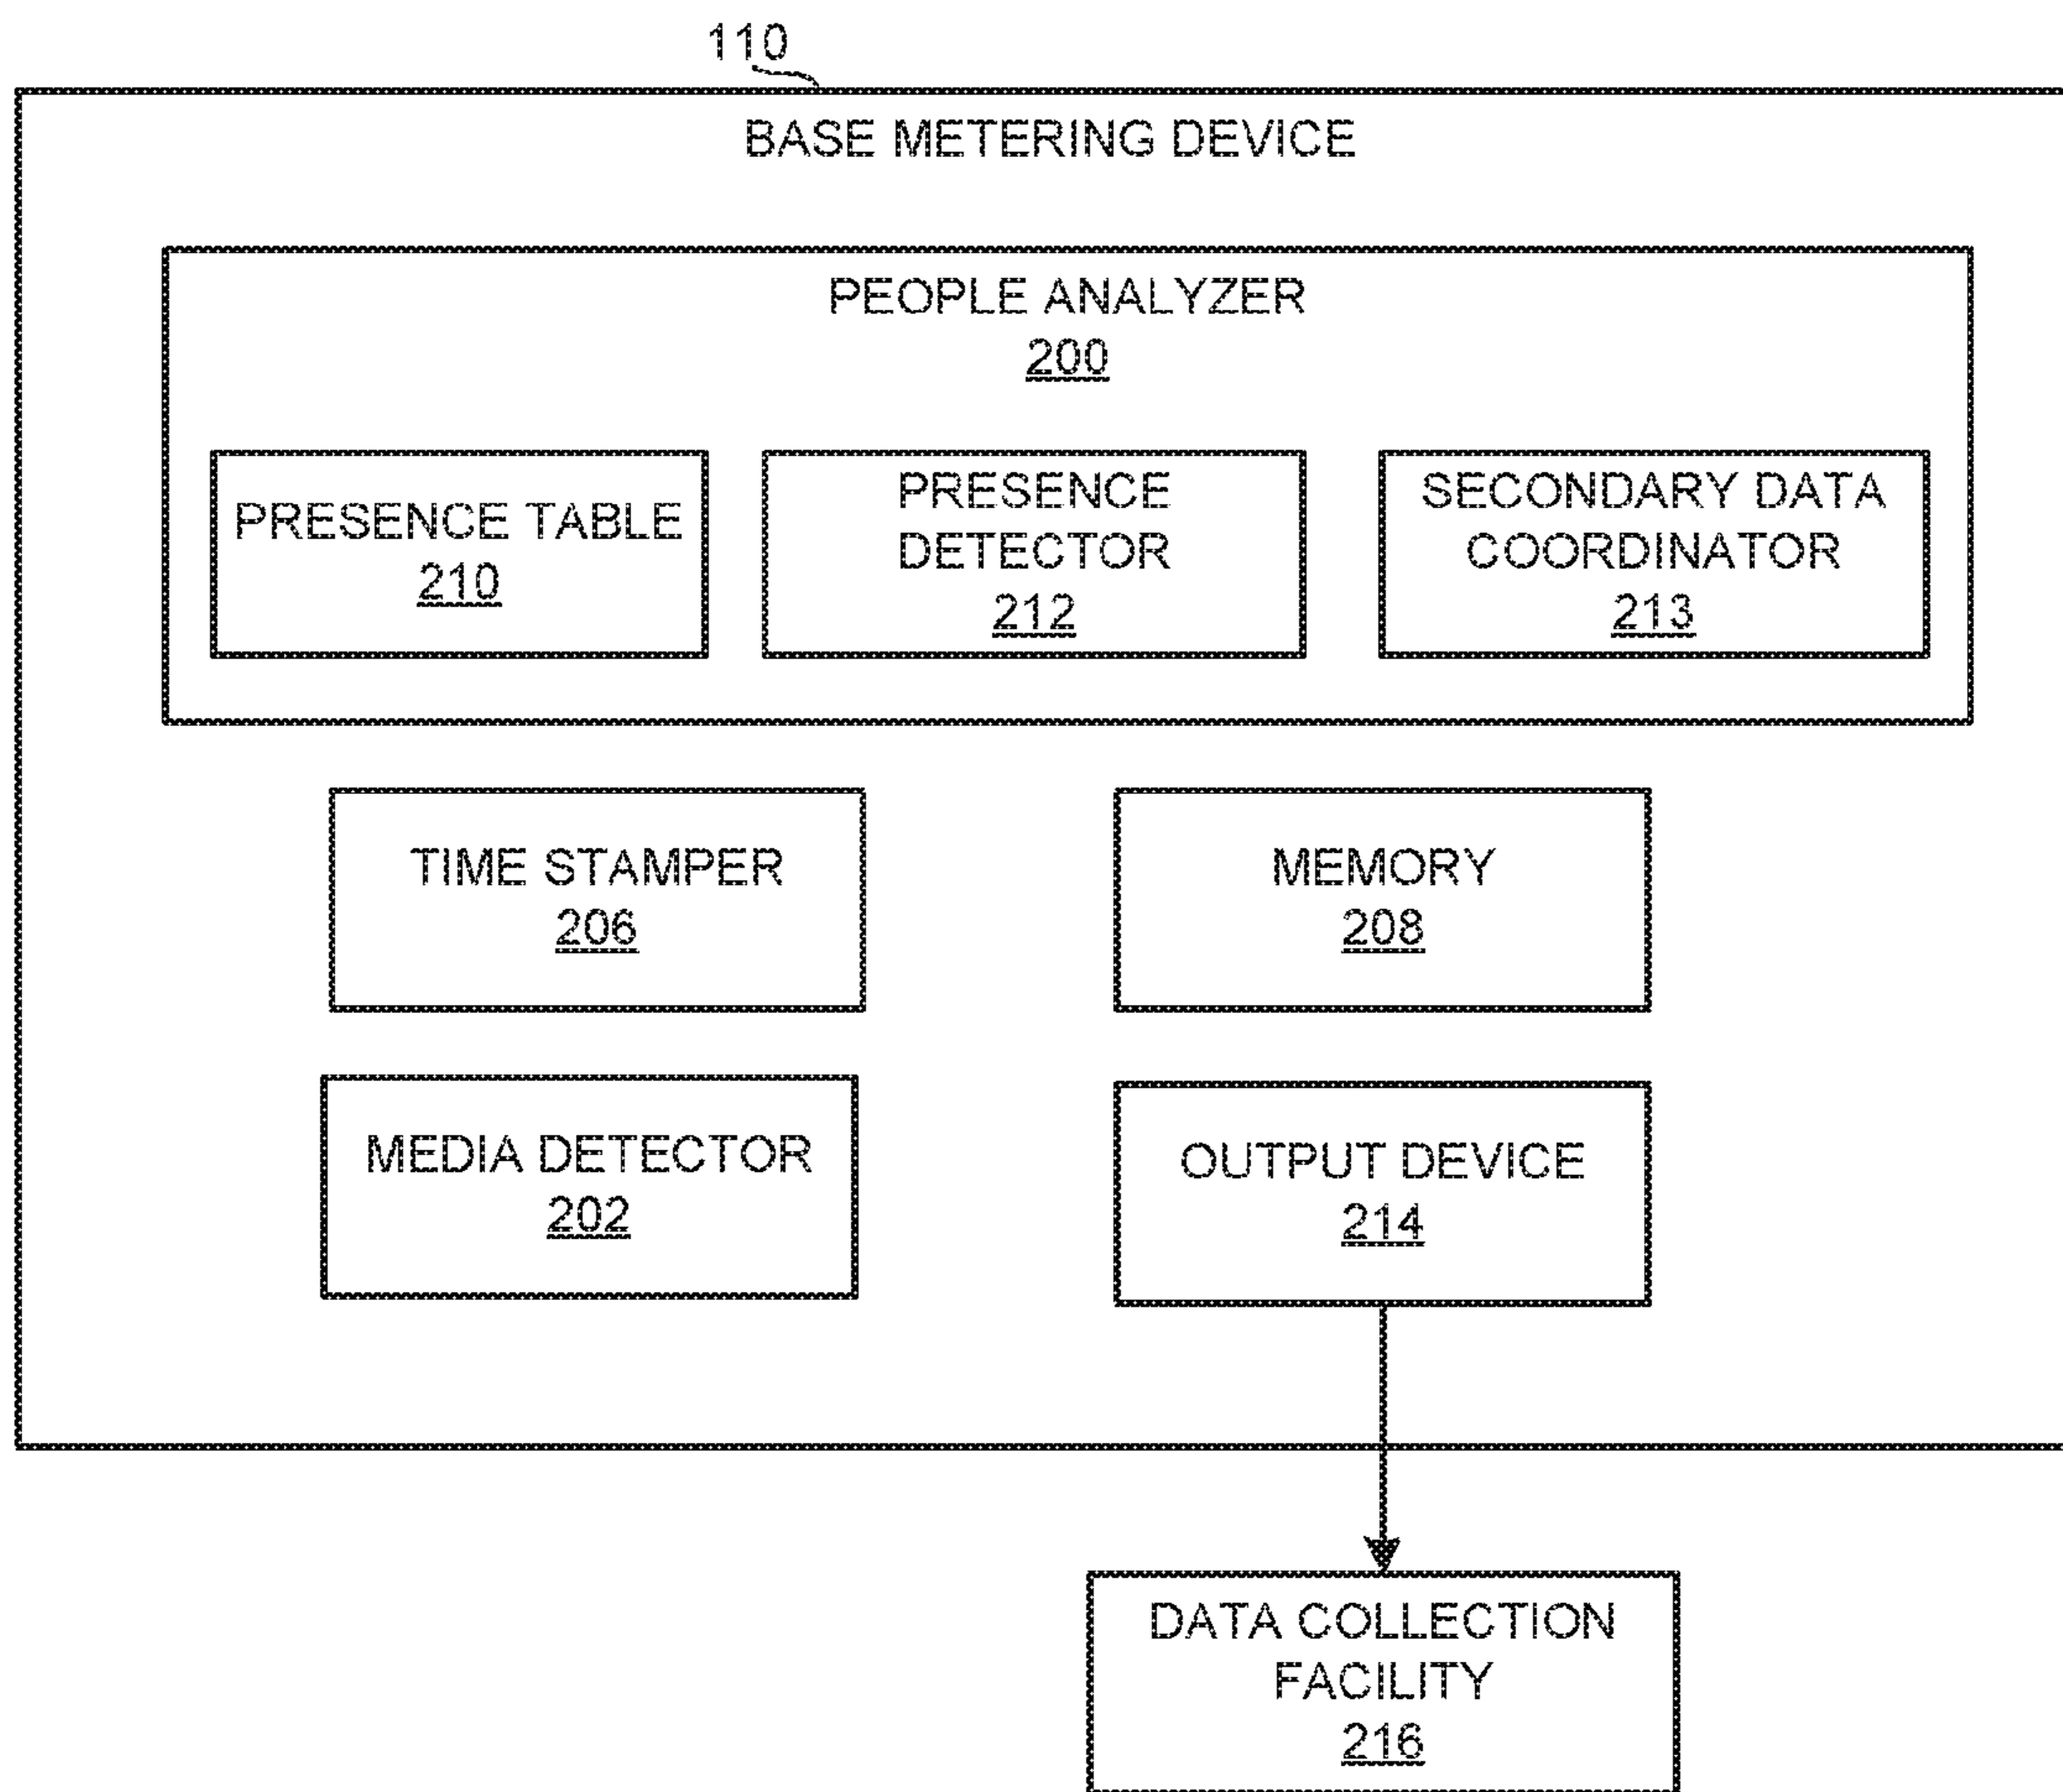 110
BASE METERING DEVICE
PEOPLE ANALYZER
200
PRESENCE TABLE
210
PRESENCE
DETECTOR
212
SECONDARY DATA
COORDINATOR
213
TIME STAMPER
206
MEMORY
208
MEDIA DETECTOR
202
OUTPUT DEVICE
214
DATA COLLECTION
FACILITY
216